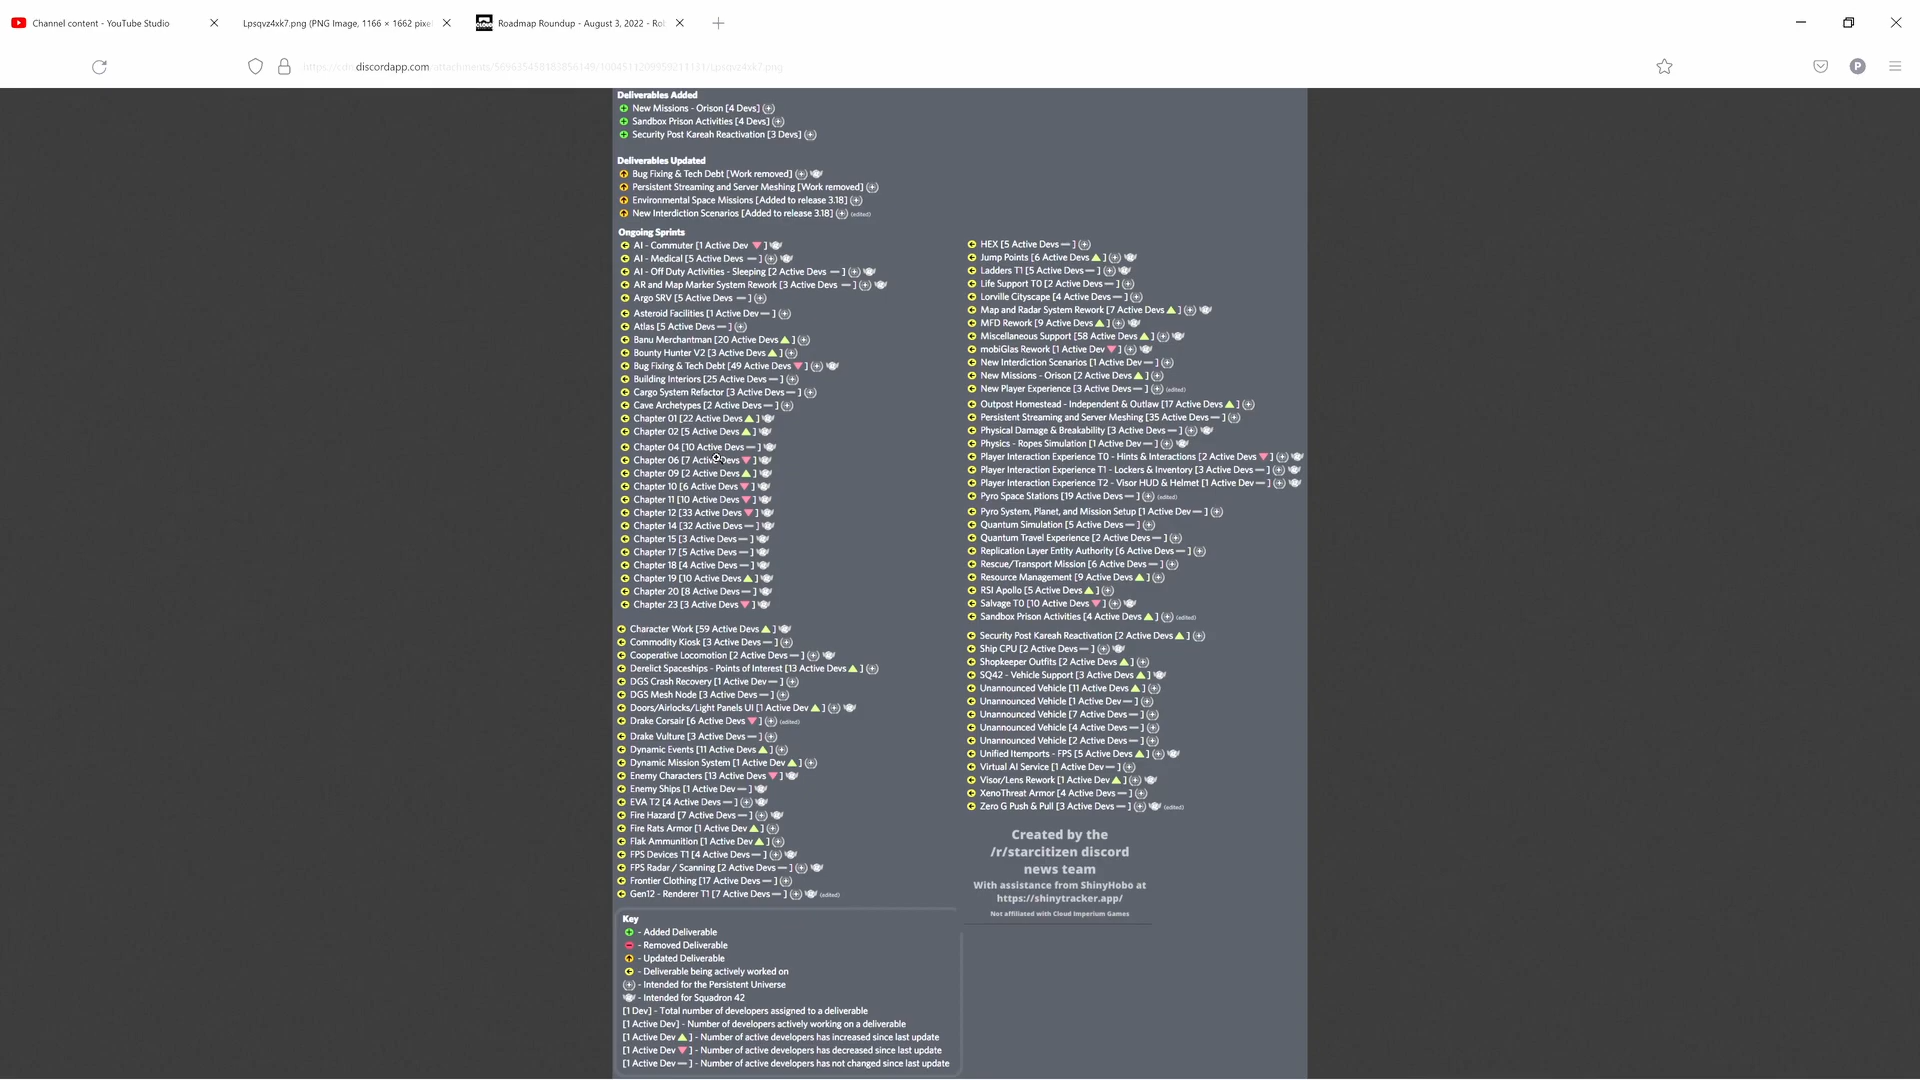 Channel content - YouTube Studio
Lpsqvz4xk7.png (PNG Image, 1166 × 1662 pixel
Roadmap Roundup - August 3, 2022 - Ro
discordapp.com
Deliverables Added
New Missions - Orison [4 Devs]
Sandbox Prison Activities [4 Devs]
Security Post Kareah Reactivation [3 Devs]
Deliverables Updated
Bug Fixing & Tech Debt [Work removed]
Persistent Streaming and Server Meshing [Work removed]
Environmental Space Missions [Added to release 3.18]
New Interdiction Scenarios [Added to release 3.18] (edited)
Ongoing Sprints
AI - Commuter [1 Active Dev ▼]
AI - Medical [5 Active Devs —]
AI - Off Duty Activities - Sleeping [2 Active Devs —]
AR and Map Marker System Rework [3 Active Devs —]
Argo SRV [5 Active Devs —]
Asteroid Facilities [1 Active Dev —]
Atlas [5 Active Devs —]
Banu Merchantman [20 Active Devs ▲]
Bounty Hunter V2 [3 Active Devs ▲]
Bug Fixing & Tech Debt [49 Active Devs ▼]
Building Interiors [25 Active Devs —]
Cargo System Refactor [3 Active Devs —]
Cave Archetypes [2 Active Devs —]
Chapter 01 [22 Active Devs ▲]
Chapter 02 [5 Active Devs ▲]
Chapter 04 [10 Active Devs —]
Chapter 06 [7 Active Devs ▼]
Chapter 09 [2 Active Devs ▲]
Chapter 10 [6 Active Devs ▼]
Chapter 11 [10 Active Devs ▼]
Chapter 12 [33 Active Devs ▼]
Chapter 14 [32 Active Devs —]
Chapter 15 [3 Active Devs —]
Chapter 17 [5 Active Devs —]
Chapter 18 [4 Active Devs —]
Chapter 19 [10 Active Devs ▲]
Chapter 20 [8 Active Devs —]
Chapter 23 [3 Active Devs ▼]
Character Work [59 Active Devs ▲]
Commodity Kiosk [3 Active Devs —]
Cooperative Locomotion [2 Active Devs —]
Derelict Spaceships - Points of Interest [13 Active Devs ▲]
DGS Crash Recovery [1 Active Dev —]
DGS Mesh Node [3 Active Devs —]
Doors/Airlocks/Light Panels UI [1 Active Dev ▲]
Drake Corsair [6 Active Devs ▼] (edited)
Drake Vulture [3 Active Devs —]
Dynamic Events [11 Active Devs ▲]
Dynamic Mission System [1 Active Dev ▲]
Enemy Characters [13 Active Devs ▼]
Enemy Ships [1 Active Dev —]
EVA T2 [4 Active Devs —]
Fire Hazard [7 Active Devs —]
Fire Rats Armor [1 Active Dev ▲]
Flak Ammunition [1 Active Dev ▲]
FPS Devices T1 [4 Active Devs —]
FPS Radar / Scanning [2 Active Devs —]
Frontier Clothing [17 Active Devs —]
Gen12 - Renderer T1 [7 Active Devs —] (edited)
HEX [5 Active Devs —]
Jump Points [6 Active Devs ▲]
Ladders T1 [5 Active Devs —]
Life Support T0 [2 Active Devs —]
Lorville Cityscape [4 Active Devs —]
Map and Radar System Rework [7 Active Devs ▲]
MFD Rework [9 Active Devs ▲]
Miscellaneous Support [58 Active Devs ▲]
mobiGlas Rework [1 Active Dev ▼]
New Interdiction Scenarios [1 Active Dev —]
New Missions - Orison [2 Active Devs ▲]
New Player Experience [3 Active Devs —] (edited)
Outpost Homestead - Independent & Outlaw [17 Active Devs ▲]
Persistent Streaming and Server Meshing [35 Active Devs —]
Physical Damage & Breakability [3 Active Devs —]
Physics - Ropes Simulation [1 Active Dev —]
Player Interaction Experience T0 - Hints & Interactions [2 Active Devs ▼]
Player Interaction Experience T1 - Lockers & Inventory [3 Active Devs —]
Player Interaction Experience T2 - Visor HUD & Helmet [1 Active Dev —]
Pyro Space Stations [19 Active Devs —] (edited)
Pyro System, Planet, and Mission Setup [1 Active Dev —]
Quantum Simulation [5 Active Devs —]
Quantum Travel Experience [2 Active Devs —]
Replication Layer Entity Authority [6 Active Devs —]
Rescue/Transport Mission [6 Active Devs —]
Resource Management [9 Active Devs ▲]
RSI Apollo [5 Active Devs ▲]
Salvage T0 [10 Active Devs ▼]
Sandbox Prison Activities [4 Active Devs ▲] (edited)
Security Post Kareah Reactivation [2 Active Devs ▲]
Ship CPU [2 Active Devs —]
Shopkeeper Outfits [2 Active Devs ▲]
SQ42 - Vehicle Support [3 Active Devs ▲]
Unannounced Vehicle [11 Active Devs ▲]
Unannounced Vehicle [1 Active Dev —]
Unannounced Vehicle [7 Active Devs —]
Unannounced Vehicle [4 Active Devs —]
Unannounced Vehicle [2 Active Devs —]
Unified Itemports - FPS [5 Active Devs ▲]
Virtual AI Service [1 Active Dev —]
Visor/Lens Rework [1 Active Dev ▲]
XenoThreat Armor [4 Active Devs —]
Zero G Push & Pull [3 Active Devs —] (edited)
Created by the
/r/starcitizen discord
news team
With assistance from ShinyHobo at
https://shinytracker.app/
Not affiliated with Cloud Imperium Games
Key
- Added Deliverable
- Removed Deliverable
- Updated Deliverable
- Deliverable being actively worked on
- Intended for the Persistent Universe
- Intended for Squadron 42
[1 Dev] - Total number of developers assigned to a deliverable
[1 Active Dev] - Number of developers actively working on a deliverable
[1 Active Dev ▲] - Number of active developers has increased since last update
[1 Active Dev ▼] - Number of active developers has decreased since last update
[1 Active Dev —] - Number of active developers has not changed since last update